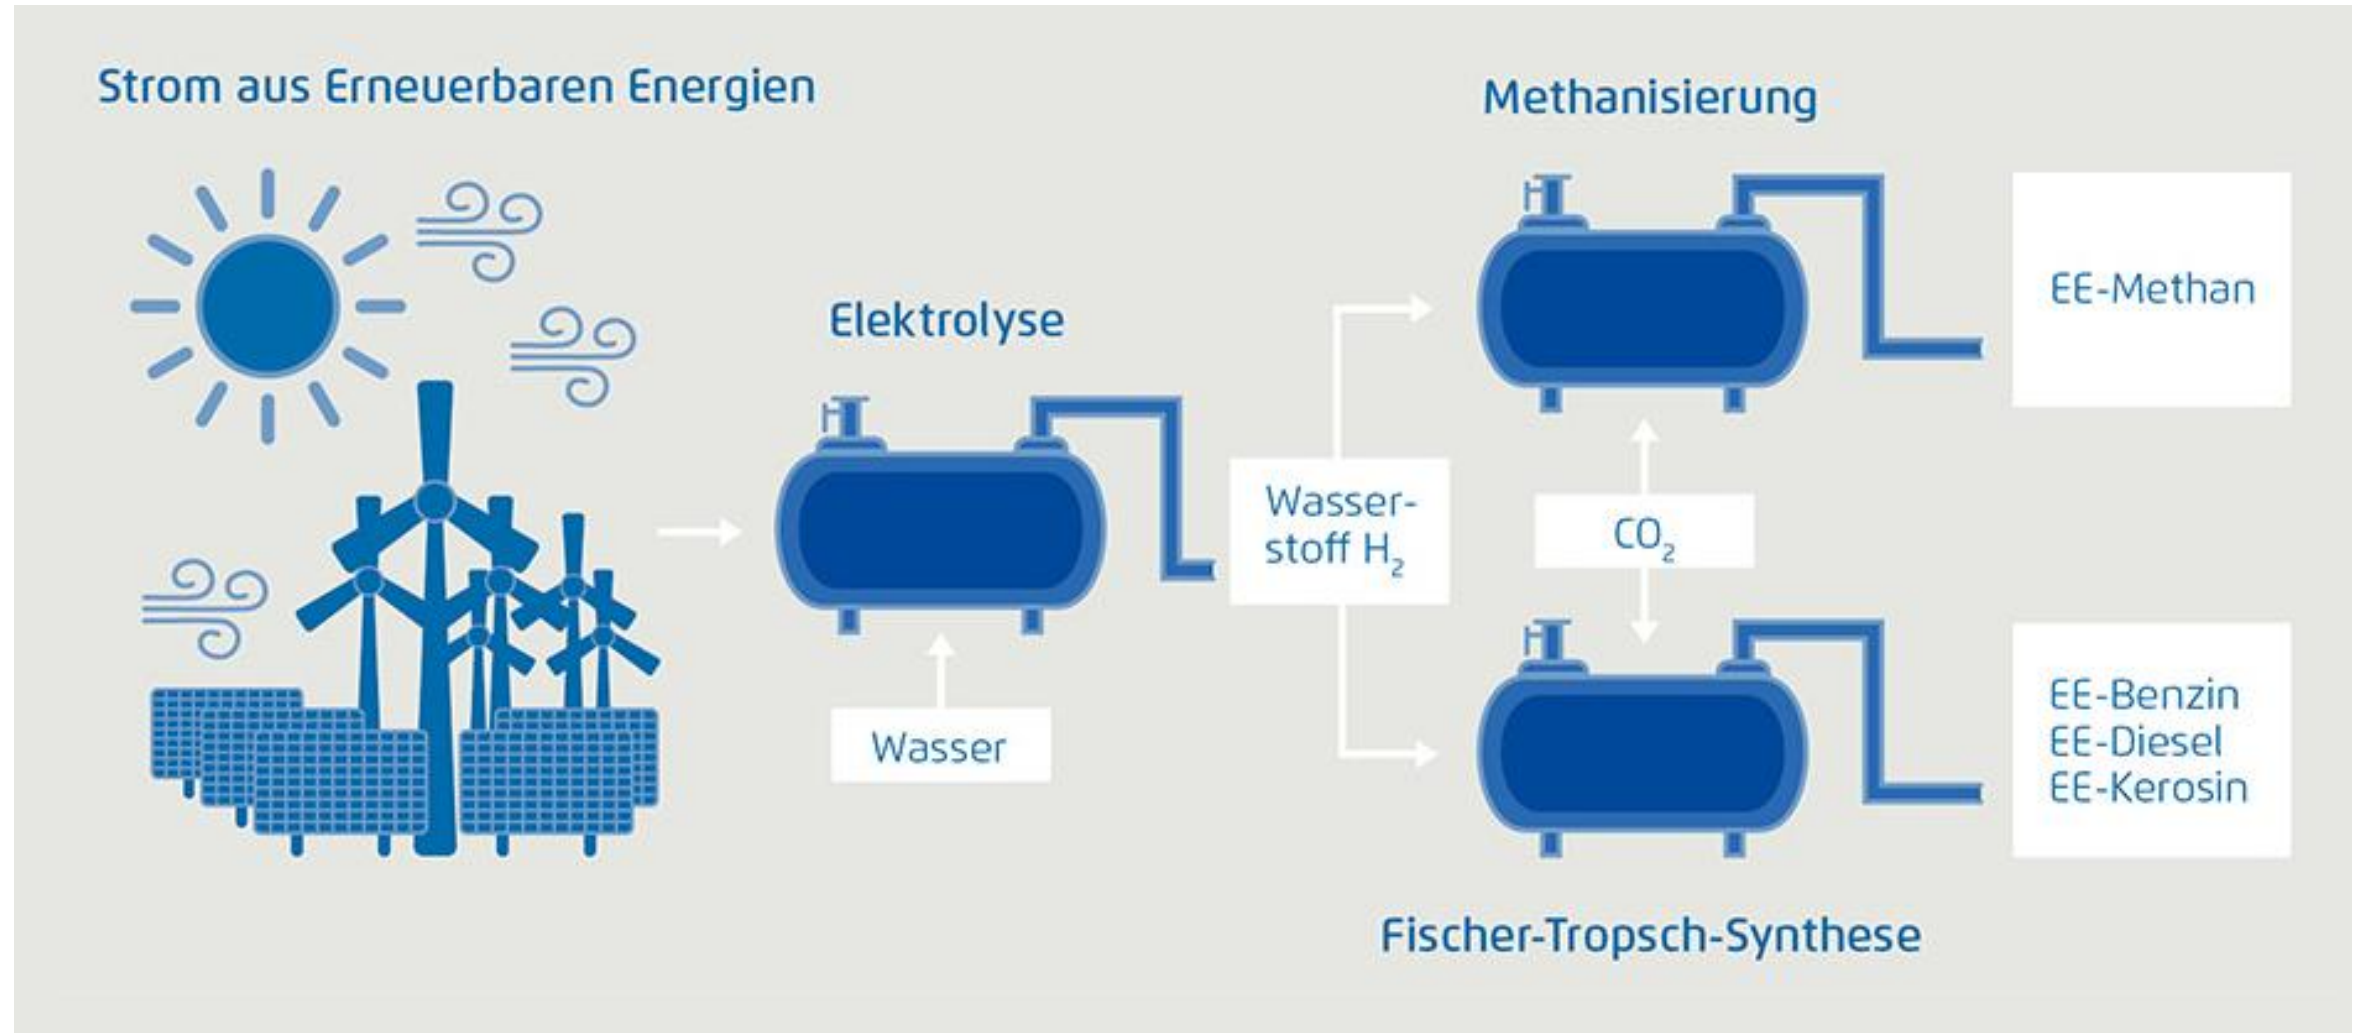 Strom aus Erneuerbaren Energien
Methanisierung
EE-Methan
Elektrolyse
Wasser-
stoff H₂
CO₂
Wasser
EE-Benzin
EE-Diesel
EE-Kerosin
Fischer-Tropsch-Synthese